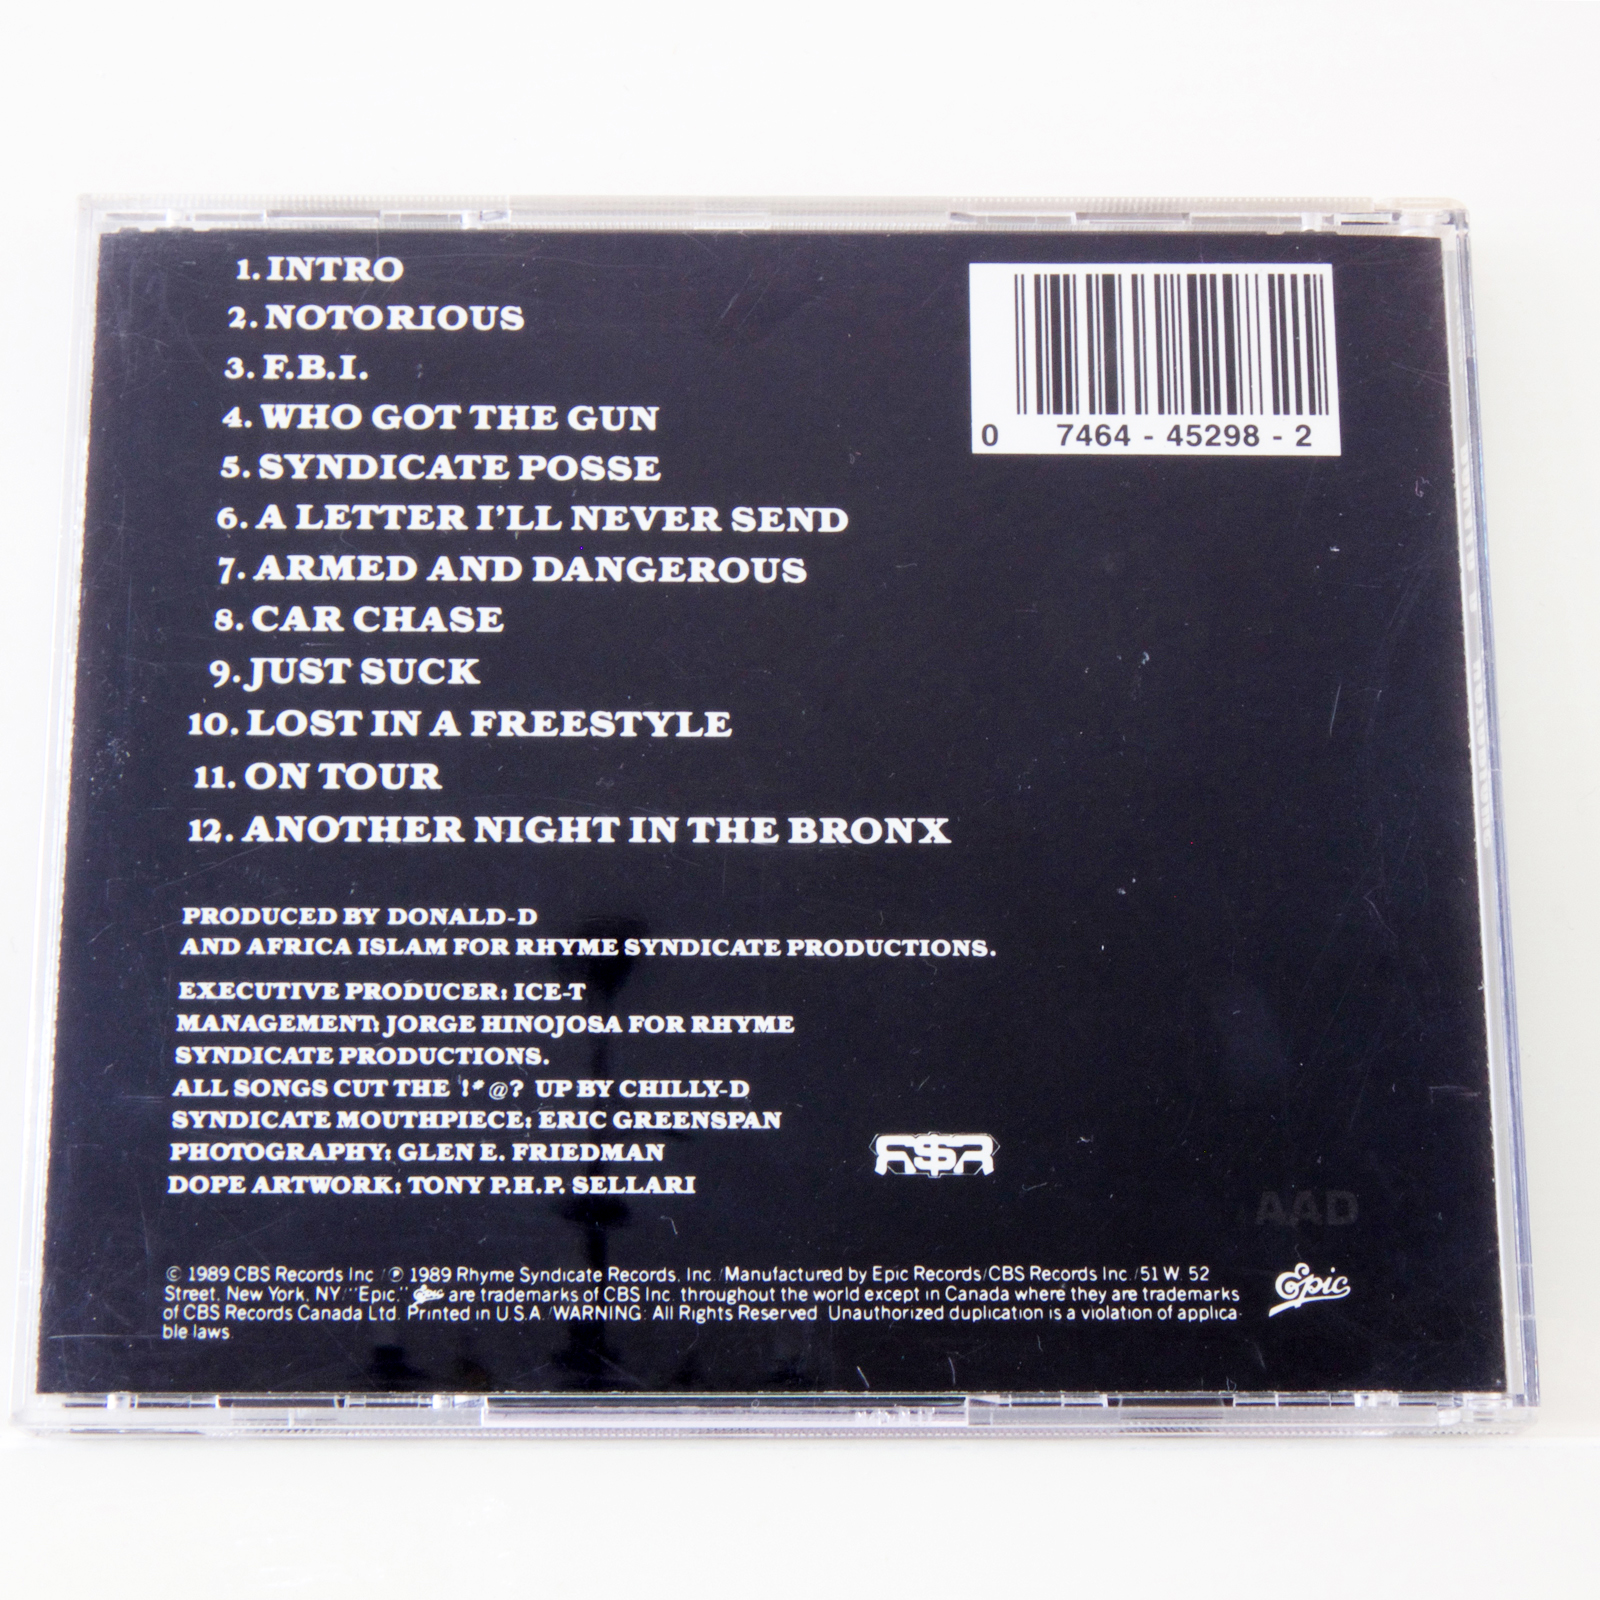 1. INTRO
2. NOTORIOUS
3. F.B.I.
4. WHO GOT THE GUN
5. SYNDICATE POSSE
6. A LETTER I'LL NEVER SEND
7. ARMED AND DANGEROUS
8. CAR CHASE
9. JUST SUCK
10. LOST IN A FREESTYLE
11. ON TOUR
12. ANOTHER NIGHT IN THE BRONX
0 7464 - 45298 - 2
PRODUCED BY DONALD-D
AND AFRICA ISLAM FOR RHYME SYNDICATE PRODUCTIONS.
EXECUTIVE PRODUCER: ICE-T
MANAGEMENT: JORGE HINOJOSA FOR RHYME
SYNDICATE PRODUCTIONS.
ALL SONGS CUT THE !*@? UP BY CHILLY-D
SYNDICATE MOUTHPIECE: ERIC GREENSPAN
PHOTOGRAPHY: GLEN E. FRIEDMAN
DOPE ARTWORK: TONY P.H.P. SELLARI
R$R
AAD
© 1989 CBS Records Inc./℗ 1989 Rhyme Syndicate Records, Inc./Manufactured by Epic Records/CBS Records Inc./51 W. 52
Street, New York, NY/"Epic," Epic are trademarks of CBS Inc. throughout the world except in Canada where they are trademarks
of CBS Records Canada Ltd. Printed in U.S.A./WARNING: All Rights Reserved. Unauthorized duplication is a violation of applica-
ble laws.
Epic